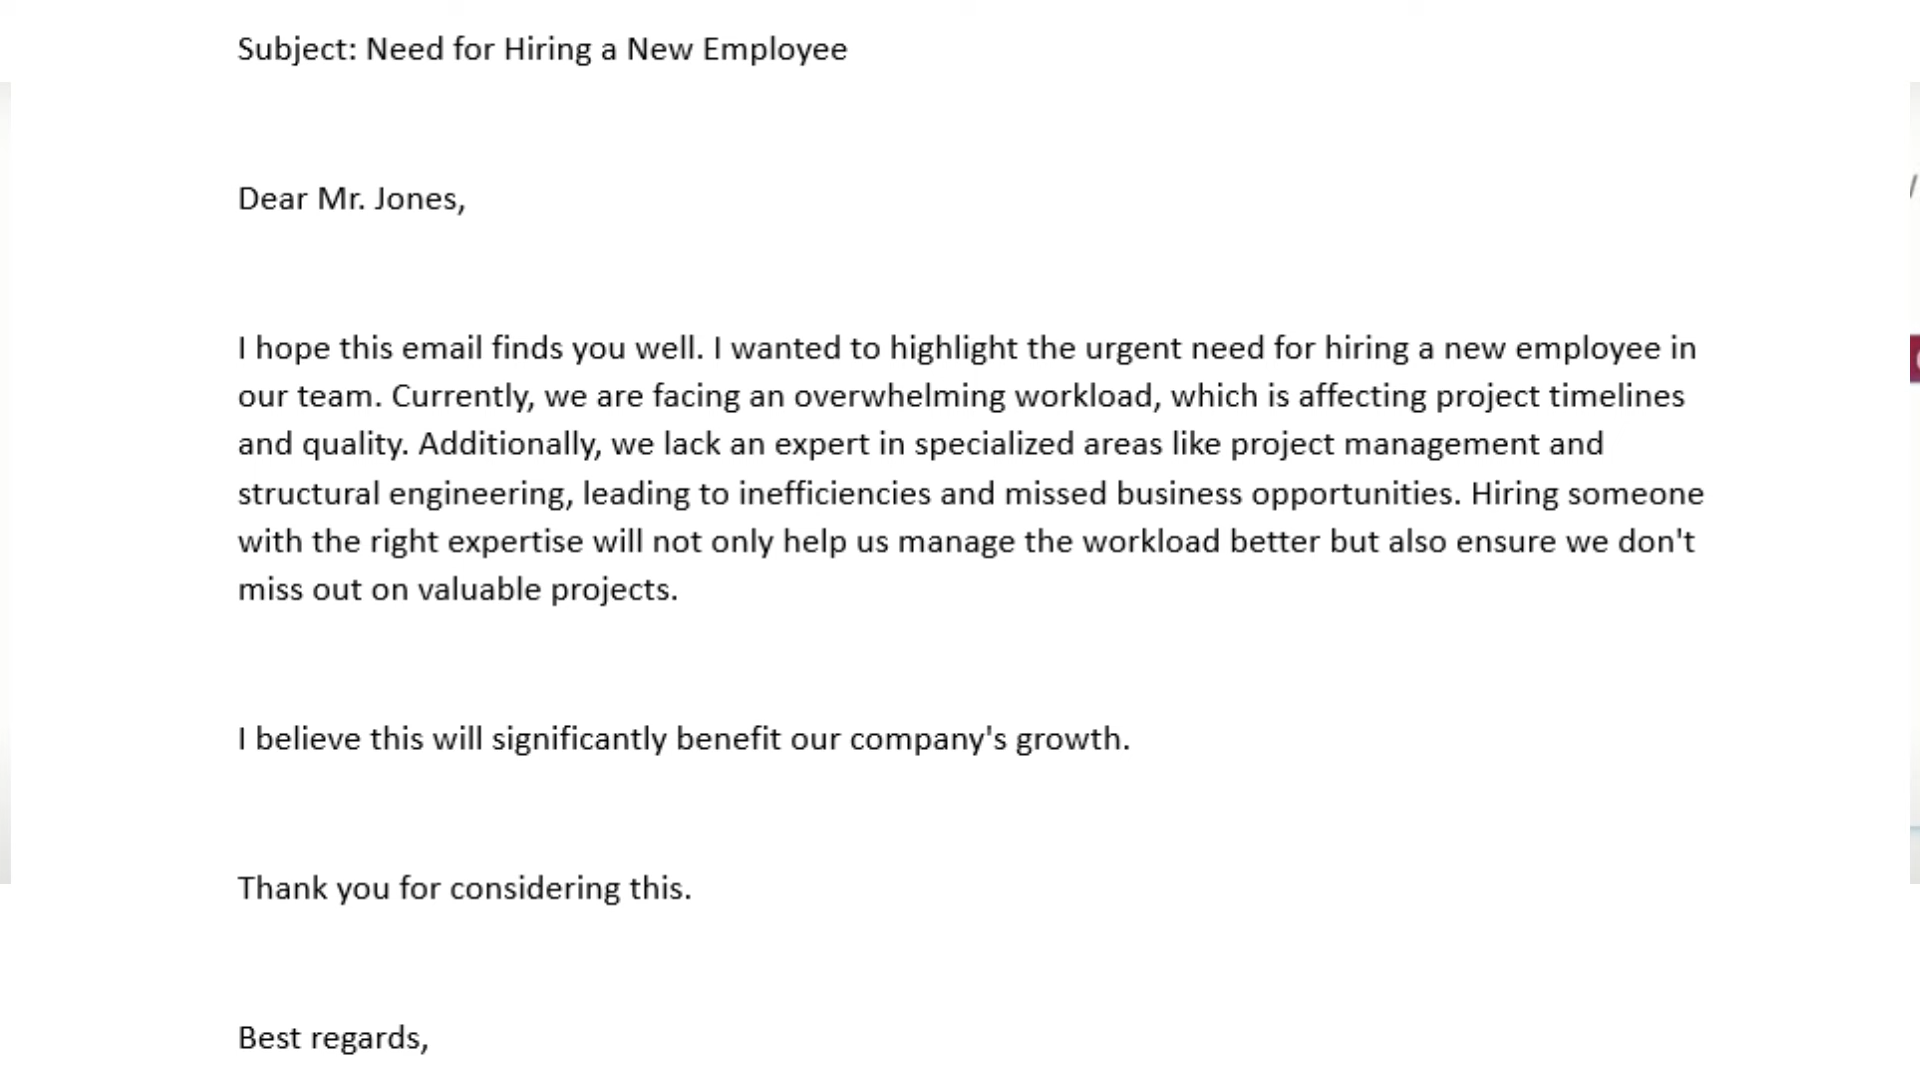 Subject: Need for Hiring a New Employee
Dear Mr. Jones,
I hope this email finds you well. I wanted to highlight the urgent need for hiring a new employee in
our team. Currently, we are facing an overwhelming workload, which is affecting project timelines
and quality. Additionally, we lack an expert in specialized areas like project management and
structural engineering, leading to inefficiencies and missed business opportunities. Hiring someone
with the right expertise will not only help us manage the workload better but also ensure we don't
miss out on valuable projects.
I believe this will significantly benefit our company's growth.
Thank you for considering this.
Best regards,